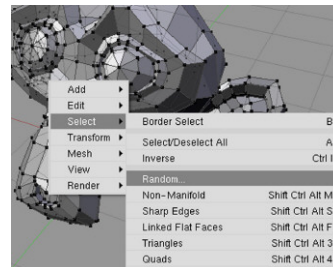 Add
Edit
Select
Transform
Mesh
View
Render
Border Select B
Select/Deselect All A
Inverse Ctrl I
Random...
Non-Manifold Shift Ctrl Alt M
Sharp Edges Shift Ctrl Alt S
Linked Flat Faces Shift Ctrl Alt F
Triangles Shift Ctrl Alt 3
Quads Shift Ctrl Alt 4